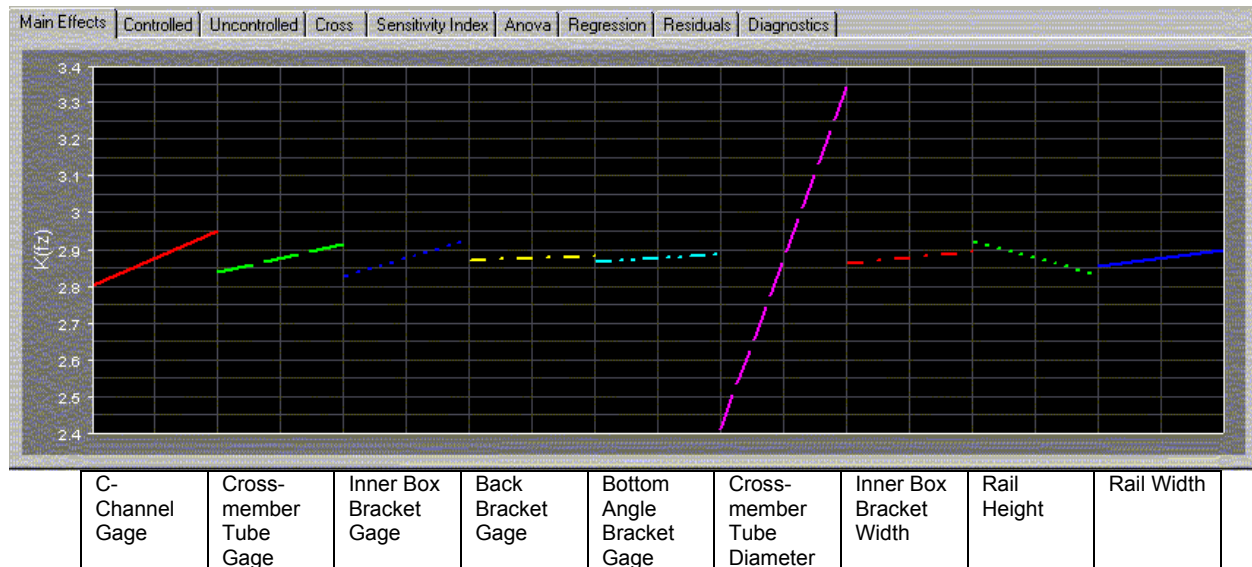 Main Effects Controlled Uncontrolled Cross Sensitivity Index Anova Regression Residuals Diagnostics
3.4
3.3
3.2
3.1
3
2.9
2.8
2.7
2.6
2.5
2.4
K(fz)
C-
Channel
Gage
Cross-
member
Tube
Gage
Inner Box
Bracket
Gage
Back
Bracket
Gage
Bottom
Angle
Bracket
Gage
Cross-
member
Tube
Diameter
Inner Box
Bracket
Width
Rail
Height
Rail Width